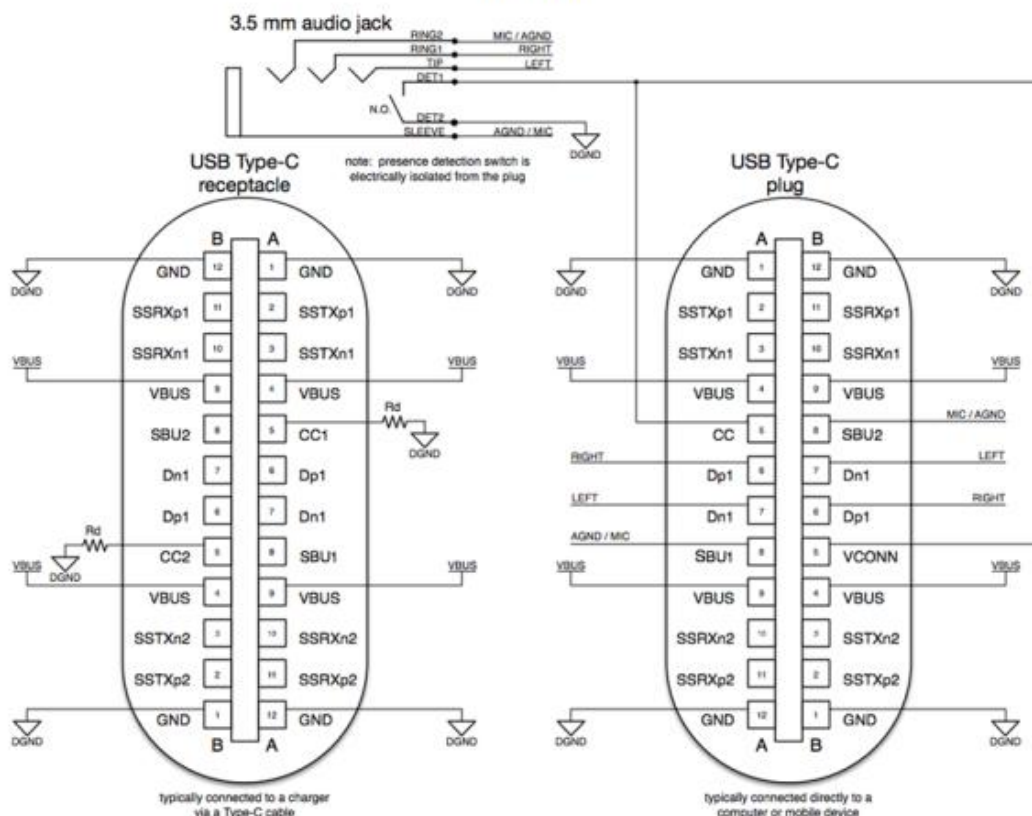 3.5 mm audio jack
RING2 MIC / AGND
RING1 RIGHT
TIP LEFT
DET1
N.O.
DET2
SLEEVE AGND / MIC
DGND
note: presence detection switch is
electrically isolated from the plug
USB Type-C
receptacle
B A
GND 12 1 GND
DGND DGND
SSRXp1 11 2 SSTXp1
SSRXn1 10 3 SSTXn1
VBUS VBUS
VBUS 9 4 VBUS
Rd
SBU2 8 5 CC1
DGND
Dn1 7 6 Dp1
Dp1 6 7 Dn1
Rd
CC2 5 8 SBU1
DGND
VBUS VBUS
VBUS 4 9 VBUS
SSTXn2 3 10 SSRXn2
SSTXp2 2 11 SSRXp2
GND 1 12 GND
DGND DGND
B A
typically connected to a charger
via a Type-C cable
USB Type-C
plug
A B
GND 1 12 GND
DGND DGND
SSTXp1 2 11 SSRXp1
SSTXn1 3 10 SSRXn1
VBUS VBUS
VBUS 4 9 VBUS
MIC / AGND
CC 5 8 SBU2
RIGHT LEFT
Dp1 6 7 Dn1
LEFT RIGHT
Dn1 7 6 Dp1
AGND / MIC
SBU1 8 5 VCONN
VBUS VBUS
VBUS 9 4 VBUS
SSRXn2 10 3 SSTXn2
SSRXp2 11 2 SSTXp2
GND 12 1 GND
DGND DGND
A B
typically connected directly to a
computer or mobile device